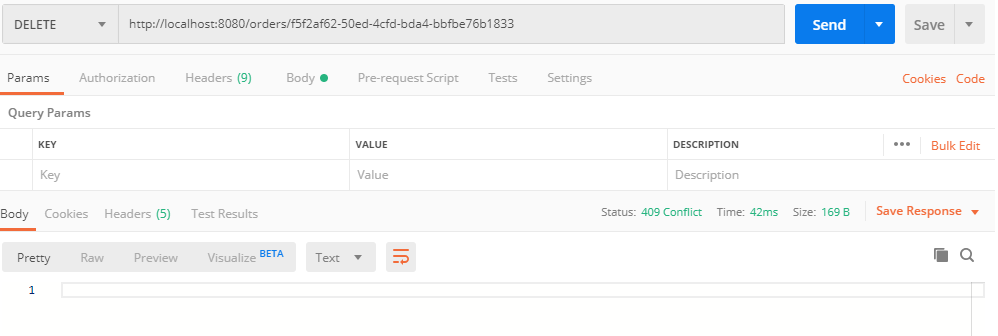 DELETE http://localhost:8080/orders/f5f2af62-50ed-4cfd-bda4-bbfbe76b1833 Send Save
Params Authorization Headers (9) Body Pre-request Script Tests Settings Cookies Code
Query Params
KEY VALUE DESCRIPTION ••• Bulk Edit
Key Value Description
Body Cookies Headers (5) Test Results Status: 409 Conflict Time: 42ms Size: 169 B Save Response
Pretty Raw Preview Visualize BETA Text
1